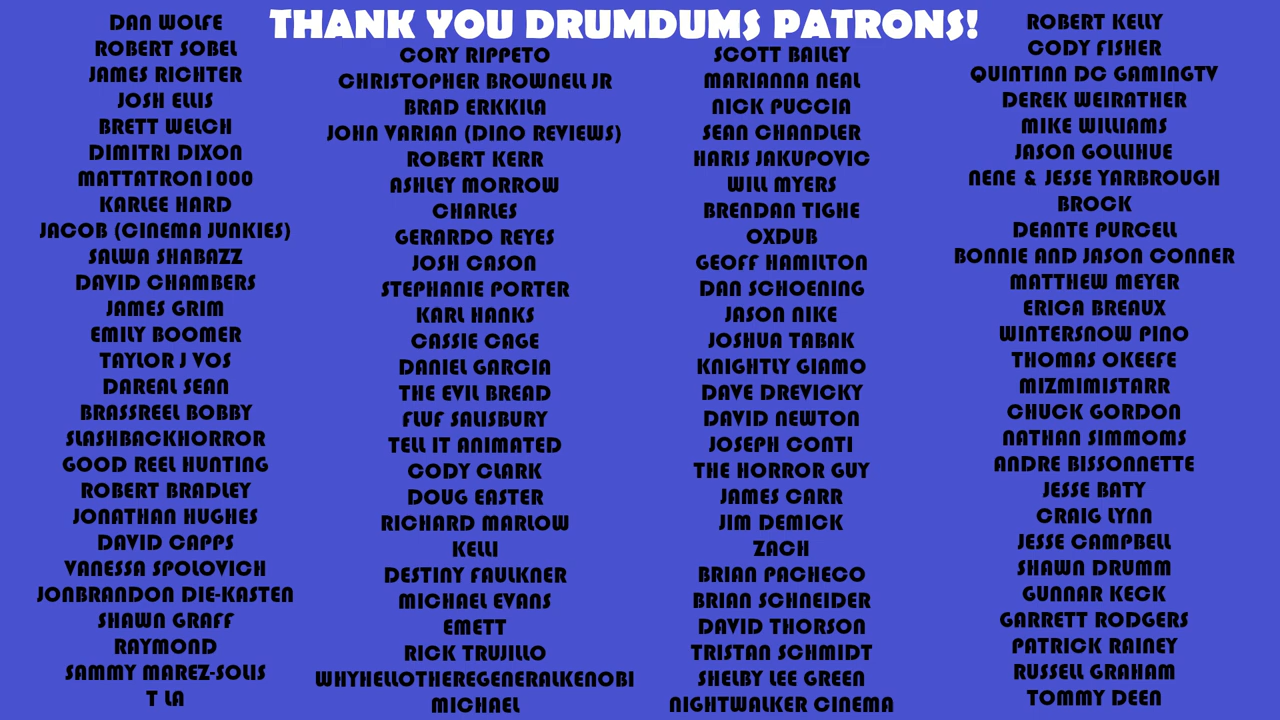 THANK YOU DRUMDUMS PATRONS!
DAN WOLFE
ROBERT SOBEL
JAMES RICHTER
JOSH ELLIS
BRETT WELCH
DIMITRI DIXON
MATTATRON1000
KARLEE HARD
JACOB (CINEMA JUNKIES)
SALWA SHABAZZ
DAVID CHAMBERS
JAMES GRIM
EMILY BOOMER
TAYLOR J VOS
DAREAL SEAN
BRASSREEL BOBBY
SLASHBACKHORROR
GOOD REEL HUNTING
ROBERT BRADLEY
JONATHAN HUGHES
DAVID CAPPS
VANESSA SPOLOVICH
JONBRANDON DIE-KASTEN
SHAWN GRAFF
RAYMOND
SAMMY MAREZ-SOLIS
T LA
CORY RIPPETO
CHRISTOPHER BROWNELL JR
BRAD ERKKILA
JOHN VARIAN (DINO REVIEWS)
ROBERT KERR
ASHLEY MORROW
CHARLES
GERARDO REYES
JOSH CASON
STEPHANIE PORTER
KARL HANKS
CASSIE CAGE
DANIEL GARCIA
THE EVIL BREAD
FLUF SALISBURY
TELL IT ANIMATED
CODY CLARK
DOUG EASTER
RICHARD MARLOW
KELLI
DESTINY FAULKNER
MICHAEL EVANS
EMETT
RICK TRUJILLO
WHYHELLOTHEREGENERALKENOBI
MICHAEL
SCOTT BAILEY
MARIANNA NEAL
NICK PUCCIA
SEAN CHANDLER
HARIS JAKUPOVIC
WILL MYERS
BRENDAN TIGHE
OXDUB
GEOFF HAMILTON
DAN SCHOENING
JASON NIKE
JOSHUA TABAK
KNIGHTLY GIAMO
DAVE DREVICKY
DAVID NEWTON
JOSEPH CONTI
THE HORROR GUY
JAMES CARR
JIM DEMICK
ZACH
BRIAN PACHECO
BRIAN SCHNEIDER
DAVID THORSON
TRISTAN SCHMIDT
SHELBY LEE GREEN
NIGHTWALKER CINEMA
ROBERT KELLY
CODY FISHER
QUINTINN DC GAMINGTV
DEREK WEIRATHER
MIKE WILLIAMS
JASON GOLLIHUE
NENE & JESSE YARBROUGH
BROCK
DEANTE PURCELL
BONNIE AND JASON CONNER
MATTHEW MEYER
ERICA BREAUX
WINTERSNOW PINO
THOMAS OKEEFE
MIZMIMISTARR
CHUCK GORDON
NATHAN SIMMOMS
ANDRE BISSONNETTE
JESSE BATY
CRAIG LYNN
JESSE CAMPBELL
SHAWN DRUMM
GUNNAR KECK
GARRETT RODGERS
PATRICK RAINEY
RUSSELL GRAHAM
TOMMY DEEN